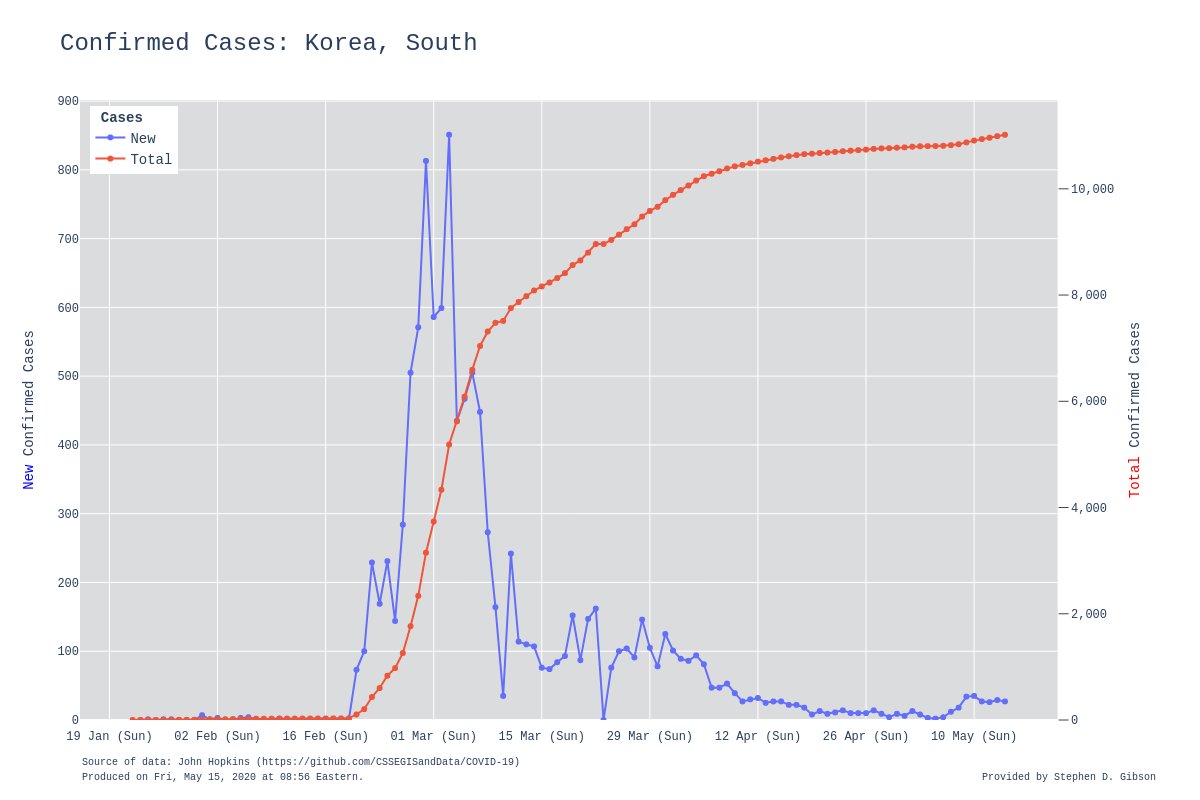 Confirmed Cases: Korea, South
Cases
New
Total
900
800
700
600
500
400
300
200
100
0
New Confirmed Cases
10,000
8,000
6,000
4,000
2,000
0
Total Confirmed Cases
19 Jan (Sun) 02 Feb (Sun) 16 Feb (Sun) 01 Mar (Sun) 15 Mar (Sun) 29 Mar (Sun) 12 Apr (Sun) 26 Apr (Sun) 10 May (Sun)
Source of data: John Hopkins (https://github.com/CSSEGISandData/COVID-19)
Produced on Fri, May 15, 2020 at 08:56 Eastern.
Provided by Stephen D. Gibson